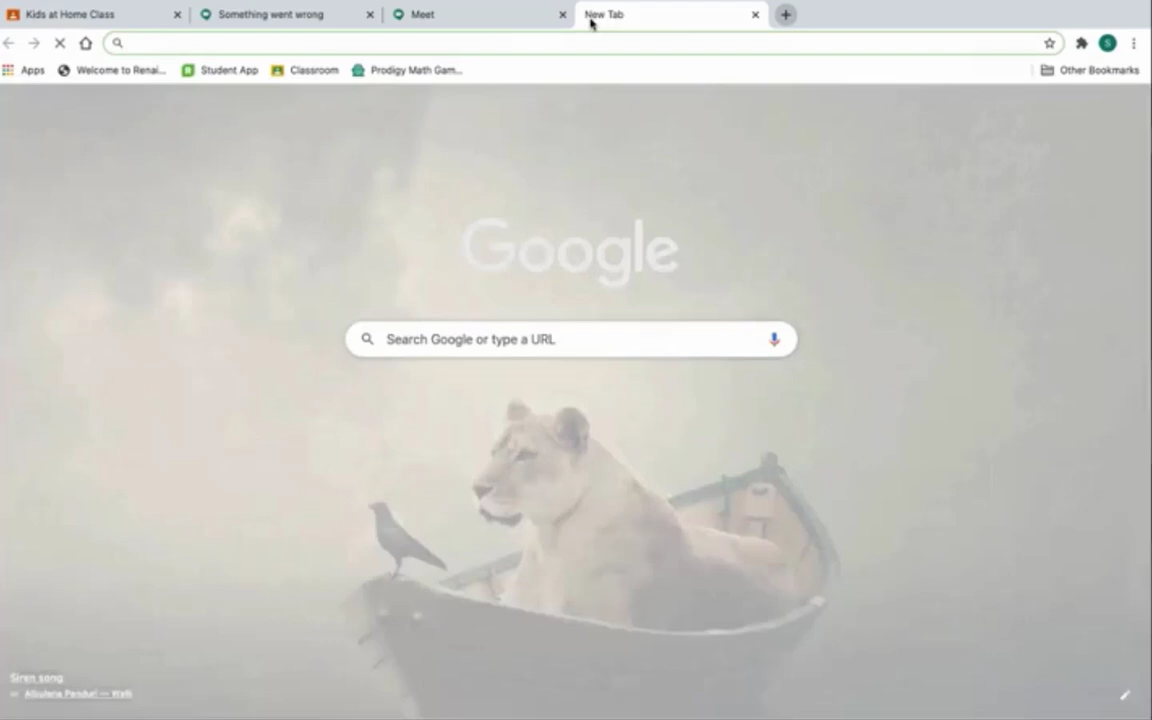 Kids at Home Class
Something went wrong
Meet
New Tab
Apps
Welcome to Renai...
Student App
Classroom
Prodigy Math Gam...
Other Bookmarks
S
Google
Search Google or type a URL
Siren song
Walli